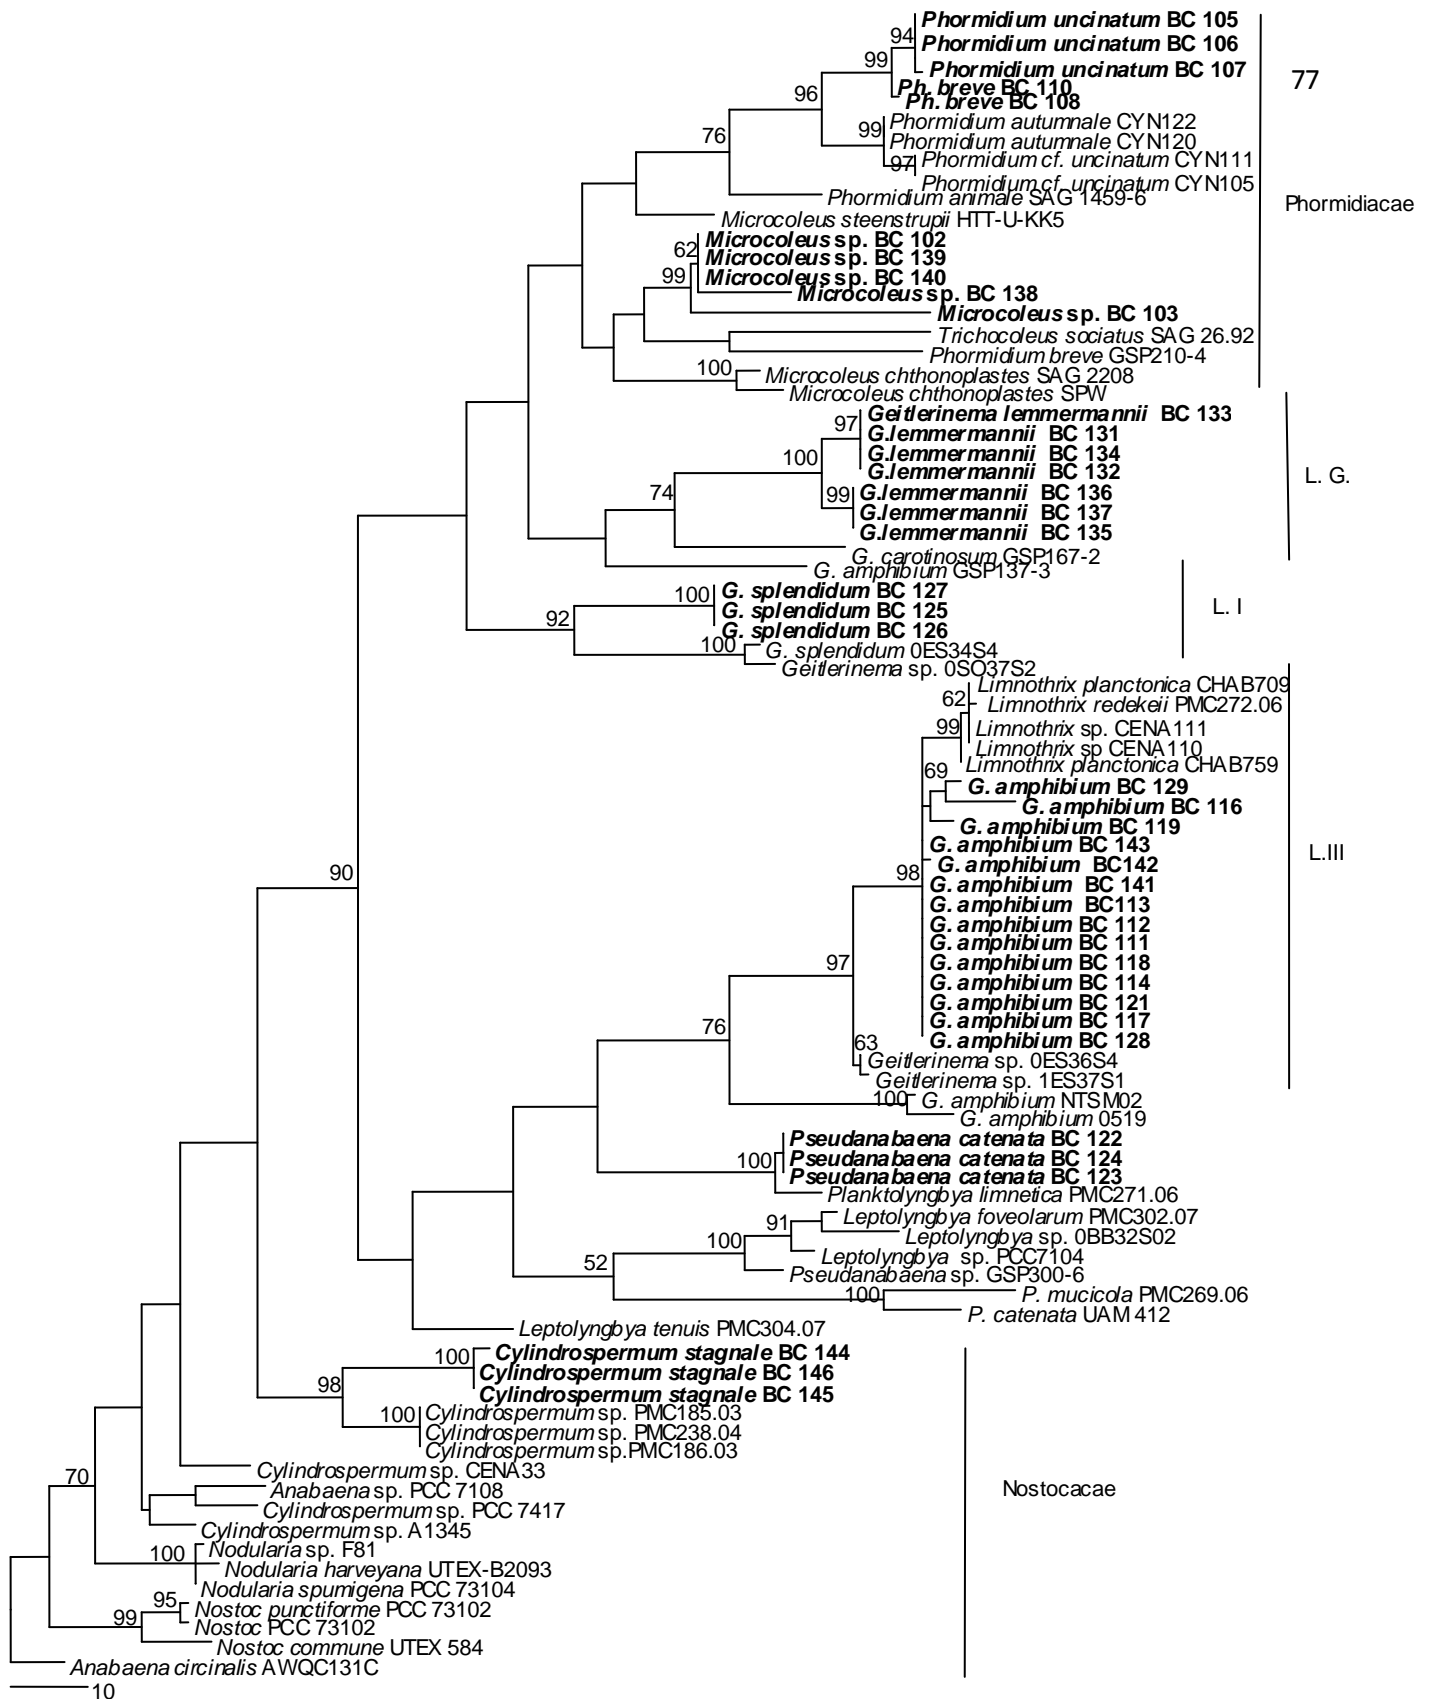 Phormidium uncinatum BC 105
94
Phormidium uncinatum BC 106
99
Phormidium uncinatum BC 107
77
Ph. breve BC 110
96
Ph. breve BC 108
Phormidium autumnale CYN122
99
Phormidium autumnale CYN120
76
Phormidium cf. uncinatum CYN111
97
Phormidium cf. uncinatum CYN105
Phormidium animale SAG 1459-6
Phormidiacae
Microcoleus steenstrupii HTT-U-KK5
Microcoleus sp. BC 102
62
Microcoleus sp. BC 139
99
Microcoleus sp. BC 140
Microcoleus sp. BC 138
Microcoleus sp. BC 103
Trichocoleus sociatus SAG 26.92
Phormidium breve GSP210-4
100
Microcoleus chthonoplastes SAG 2208
Microcoleus chthonoplastes SPW
Geitlerinema lemmermannii BC 133
97
G.lemmermannii BC 131
100
G.lemmermannii BC 134
G.lemmermannii BC 132
L. G.
74
99
G.lemmermannii BC 136
G.lemmermannii BC 137
G.lemmermannii BC 135
G. carotinosum GSP167-2
G. amphibium GSP137-3
100
G. splendidum BC 127
G. splendidum BC 125
L. I
92
G. splendidum BC 126
100
G. splendidum 0ES34S4
Geitlerinema sp. 0SO37S2
Limnothrix planctonica CHAB709
62
Limnothrix redekeii PMC272.06
99
Limnothrix sp. CENA111
Limnothrix sp CENA110
Limnothrix planctonica CHAB759
69
G. amphibium BC 129
G. amphibium BC 116
G. amphibium BC 119
G. amphibium BC 143
L.III
G. amphibium BC142
98
90
G. amphibium BC 141
G. amphibium BC113
G. amphibium BC 112
G. amphibium BC 111
97
G. amphibium BC 118
G. amphibium BC 114
G. amphibium BC 121
76
G. amphibium BC 117
G. amphibium BC 128
63
Geitlerinema sp. 0ES36S4
Geitlerinema sp. 1ES37S1
100
G. amphibium NTSM02
G. amphibium 0519
Pseudanabaena catenata BC 122
100
Pseudanabaena catenata BC 124
Pseudanabaena catenata BC 123
Planktolyngbya limnetica PMC271.06
91
Leptolyngbya foveolarum PMC302.07
100
Leptolyngbya sp. 0BB32S02
52
Leptolyngbya sp. PCC7104
Pseudanabaena sp. GSP300-6
100
P. mucicola PMC269.06
P. catenata UAM 412
Leptolyngbya tenuis PMC304.07
100
Cylindrospermum stagnale BC 144
98
Cylindrospermum stagnale BC 146
Cylindrospermum stagnale BC 145
100
Cylindrospermum sp. PMC185.03
Cylindrospermum sp. PMC238.04
Cylindrospermum sp.PMC186.03
70
Cylindrospermum sp. CENA33
Anabaena sp. PCC 7108
Nostocacae
Cylindrospermum sp. PCC 7417
Cylindrospermum sp. A1345
100
Nodularia sp. F81
Nodularia harveyana UTEX-B2093
Nodularia spumigena PCC 73104
95
Nostoc punctiforme PCC 73102
99
Nostoc PCC 73102
Nostoc commune UTEX 584
Anabaena circinalis AWQC131C
10